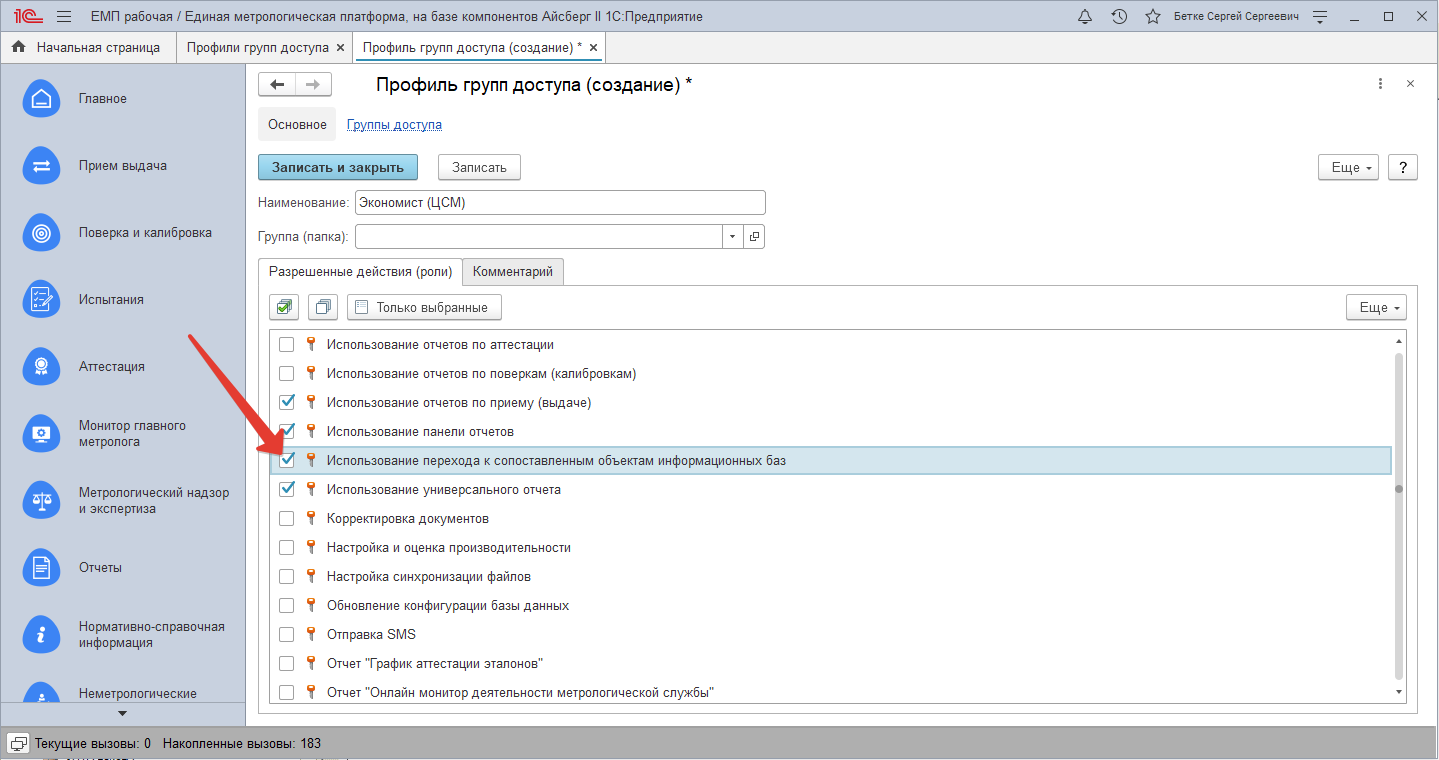 ЕМП рабочая / Единая метрологическая платформа, на базе компонентов Айсберг II 1С:Предприятие
Бетке Сергей Сергеевич
Начальная страница
Профили групп доступа ×
Профиль групп доступа (создание) * ×
Главное
Прием выдача
Поверка и калибровка
Испытания
Аттестация
Монитор главного
метролога
Метрологический надзор
и экспертиза
Отчеты
Нормативно-справочная
информация
Неметрологические
Профиль групп доступа (создание) *
Основное
Группы доступа
Записать и закрыть
Записать
Еще
?
Наименование: Экономист (ЦСМ)
Группа (папка):
Разрешенные действия (роли)
Комментарий
Только выбранные
Еще
Использование отчетов по аттестации
Использование отчетов по поверкам (калибровкам)
Использование отчетов по приему (выдаче)
Использование панели отчетов
Использование перехода к сопоставленным объектам информационных баз
Использование универсального отчета
Корректировка документов
Настройка и оценка производительности
Настройка синхронизации файлов
Обновление конфигурации базы данных
Отправка SMS
Отчет "График аттестации эталонов"
Отчет "Онлайн монитор деятельности метрологической службы"
Текущие вызовы: 0 Накопленные вызовы: 183